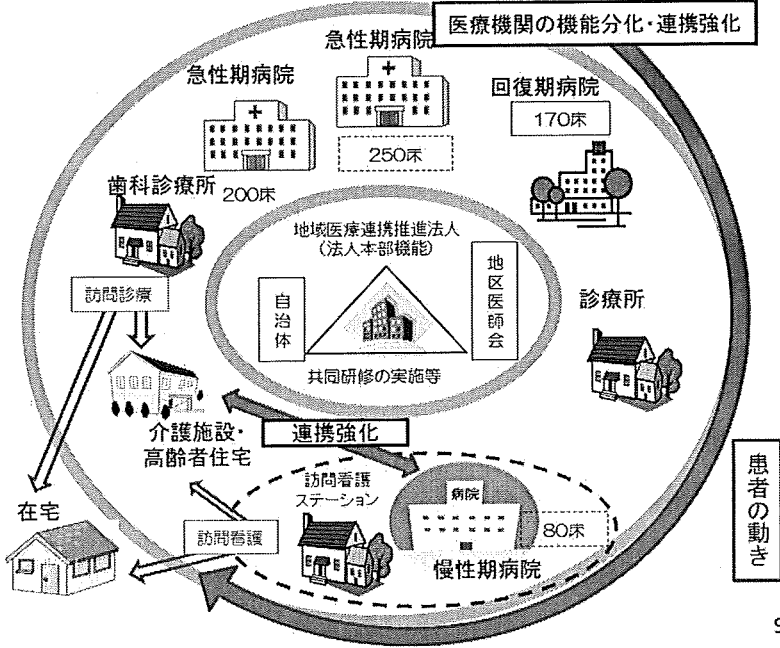 医療機関の機能分化・連携強化
急性期病院
急性期病院
回復期病院
170床
250床
200床
歯科診療所
地域医療連携推進法人
(法人本部機能)
訪問診療
自治体
地区医師会
診療所
共同研修の実施等
介護施設・
高齢者住宅
連携強化
訪問看護
ステーション
病院
患者の動き
在宅
訪問看護
80床
慢性期病院
9